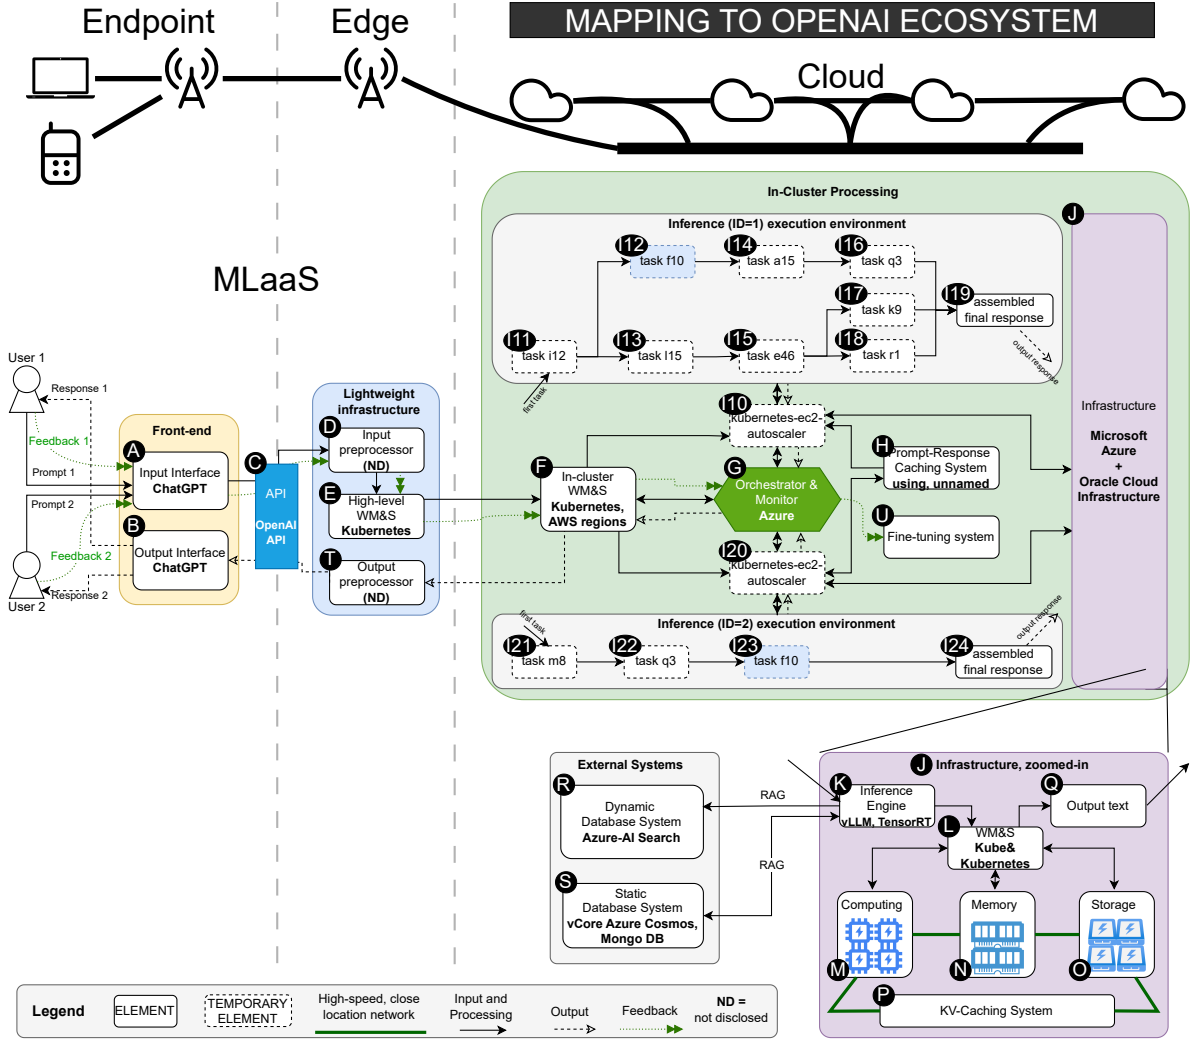 MAPPING TO OPENAI ECOSYSTEM
Endpoint
Edge
Cloud
MLaaS
In-Cluster Processing
Inference (ID=1) execution environment
J
I12
task f10
I14
task a15
I16
task q3
I17
task k9
I19
assembled
final response
I11
task i12
I13
task l15
I15
task e46
I18
task r1
first task
output response
User 1
Response 1
Feedback 1
Prompt 1
Prompt 2
Feedback 2
Response 2
User 2
Front-end
A
Input Interface
ChatGPT
B
Output Interface
ChatGPT
C
API
OpenAI
API
Lightweight
infrastructure
D
Input
preprocessor
(ND)
E
High-level
WM&S
Kubernetes
T
Output
preprocessor
(ND)
F
In-cluster
WM&S
Kubernetes,
AWS regions
I10
kubernetes-ec2-
autoscaler
G
Orchestrator &
Monitor
Azure
I20
kubernetes-ec2-
autoscaler
H
Prompt-Response
Caching System
using, unnamed
U
Fine-tuning system
Infrastructure
Microsoft
Azure
+
Oracle Cloud
Infrastructure
Inference (ID=2) execution environment
first task
output response
I21
task m8
I22
task q3
I23
task f10
I24
assembled
final response
External Systems
R
Dynamic
Database System
Azure-AI Search
S
Static
Database System
vCore Azure Cosmos,
Mongo DB
RAG
RAG
J
Infrastructure, zoomed-in
K
Inference
Engine
vLLM, TensorRT
Q
Output text
L
WM&S
Kube&
Kubernetes
Computing
M
Memory
N
Storage
O
P
KV-Caching System
Legend
ELEMENT
TEMPORARY
ELEMENT
High-speed, close
location network
Input and
Processing
Output
Feedback
ND =
not disclosed